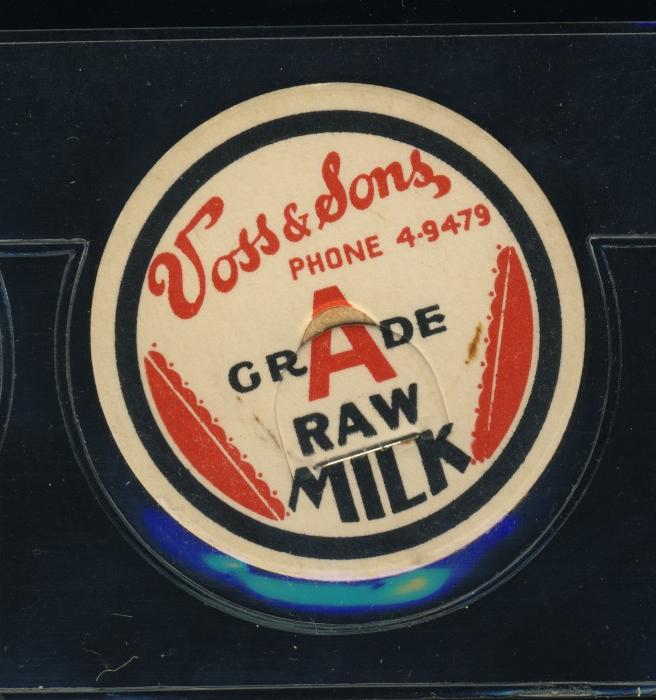 Voss & Sons
PHONE 4-9479
GRADE
RAW
MILK